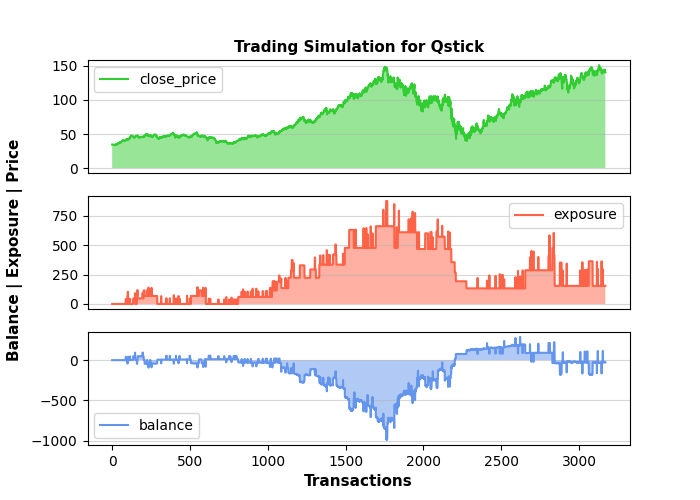 Trading Simulation for Qstick
150
100
50
0
close_price
750
500
250
0
exposure
0
−500
−1000
balance
0 500 1000 1500 2000 2500 3000
Transactions
Balance | Exposure | Price